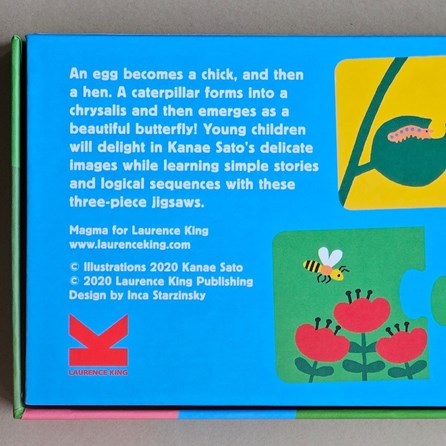 An egg becomes a chick, and then
a hen. A caterpillar forms into a
chrysalis and then emerges as a
beautiful butterfly! Young children
will delight in Kanae Sato's delicate
images while learning simple stories
and logical sequences with these
three-piece jigsaws.
Magma for Laurence King
www.laurenceking.com
© Illustrations 2020 Kanae Sato
© 2020 Laurence King Publishing
Design by Inca Starzinsky
LAURENCE KING